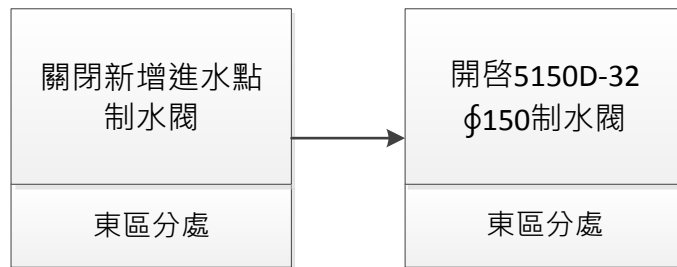 關閉新增進水點
制水閥
東區分處
開啓5150D-32
∮150制水閥
東區分處